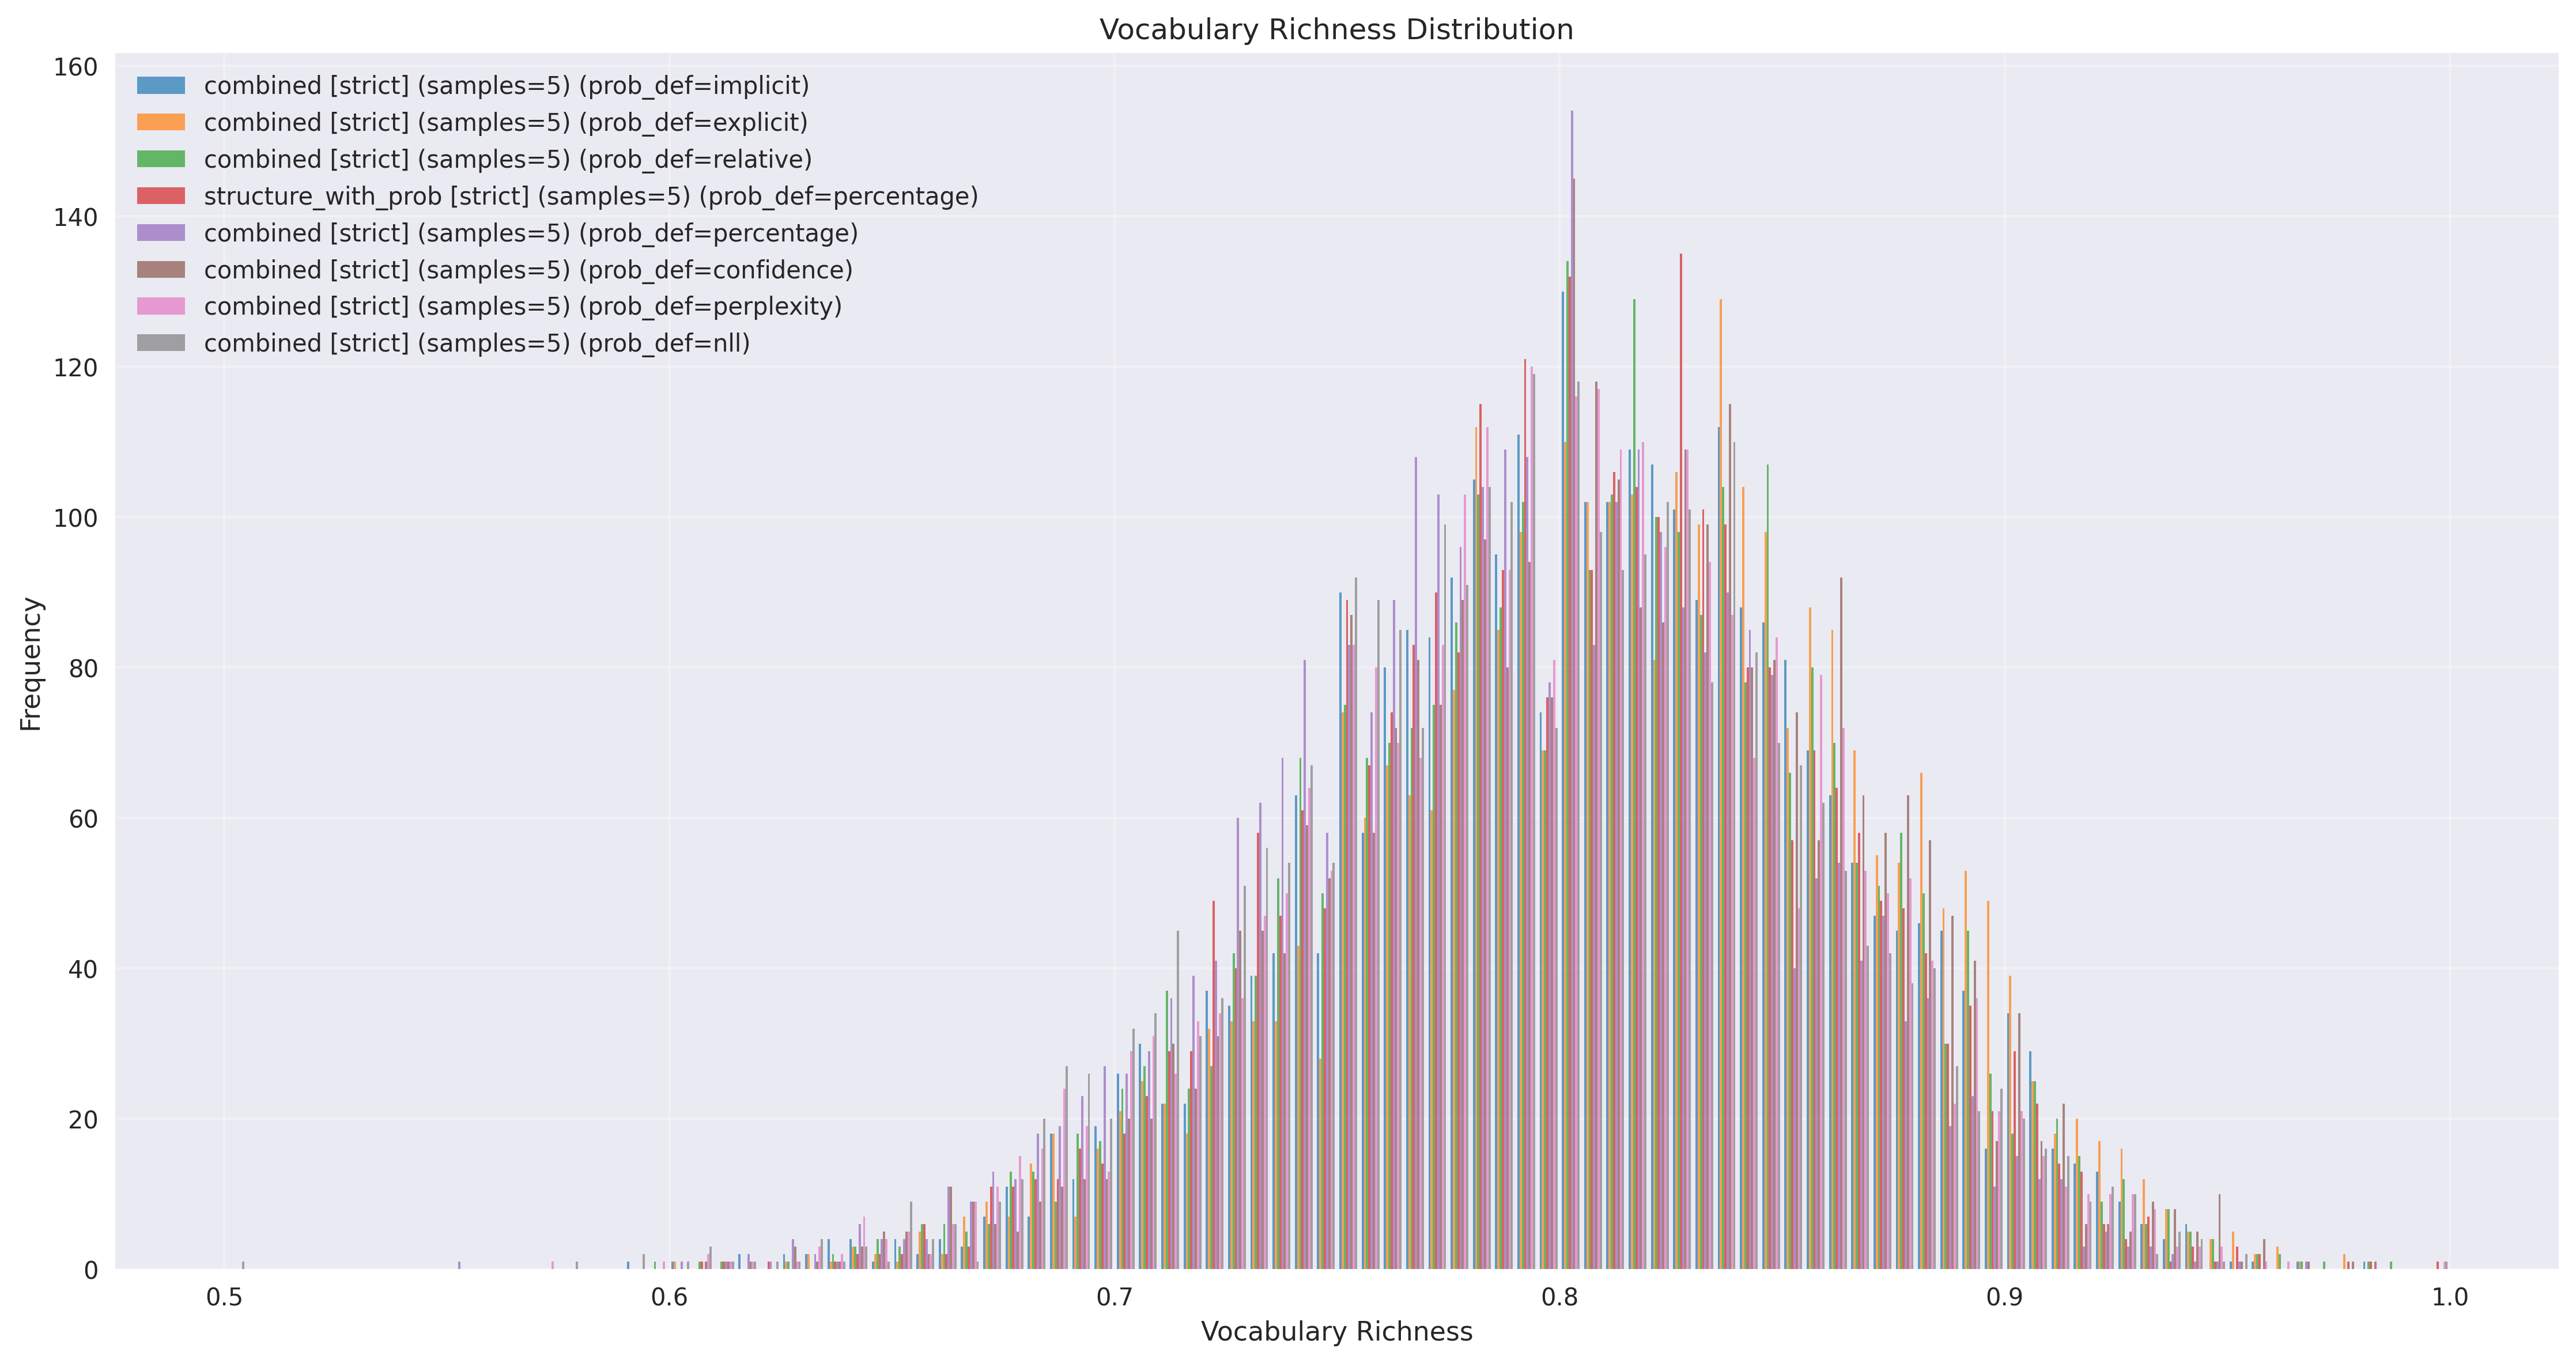 Vocabulary Richness Distribution
160
140
120
100
80
60
40
20
0
Frequency
combined [strict] (samples=5) (prob_def=implicit)
combined [strict] (samples=5) (prob_def=explicit)
combined [strict] (samples=5) (prob_def=relative)
structure_with_prob [strict] (samples=5) (prob_def=percentage)
combined [strict] (samples=5) (prob_def=percentage)
combined [strict] (samples=5) (prob_def=confidence)
combined [strict] (samples=5) (prob_def=perplexity)
combined [strict] (samples=5) (prob_def=nll)
0.5 0.6 0.7 0.8 0.9 1.0
Vocabulary Richness